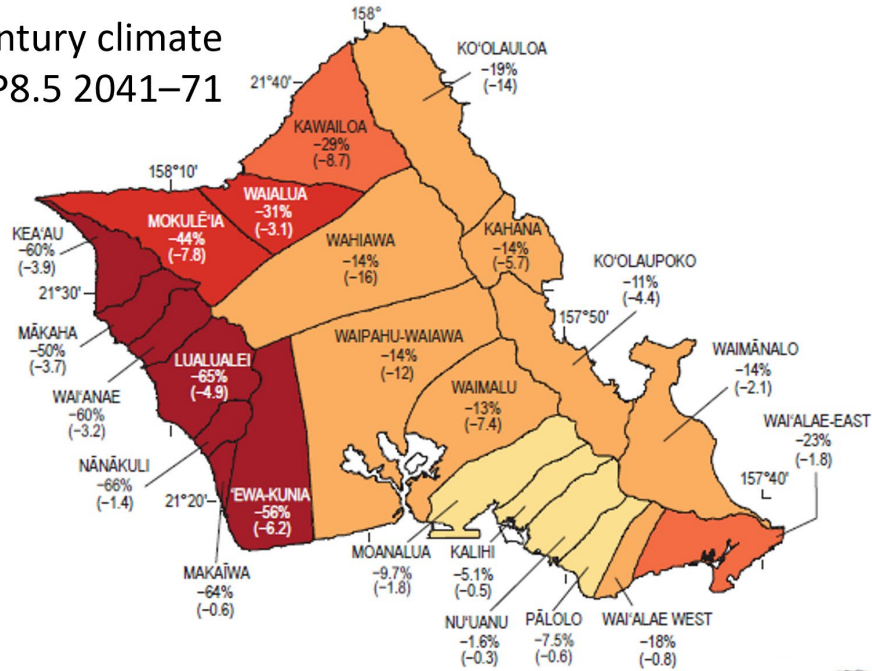 ntury climate
P8.5 2041–71
158°
21°40'
KO'OLAULOA
–19%
(–14)
KAWAILOA
–29%
(–8.7)
158°10'
WAIALUA
–31%
(–3.1)
MOKULĒ'IA
–44%
(–7.8)
KEA'AU
–60%
(–3.9)
WAHIAWA
–14%
(–16)
KAHANA
–14%
(–5.7)
KO'OLAUPOKO
–11%
(–4.4)
21°30'
157°50'
MĀKAHA
–50%
(–3.7)
WAIPAHU-WAIAWA
–14%
(–12)
WAIMĀNALO
–14%
(–2.1)
LUALUALEI
–65%
(–4.9)
WAIMALU
–13%
(–7.4)
WAI'ANAE
–60%
(–3.2)
WAI'ALAE-EAST
–23%
(–1.8)
NĀNĀKULI
–66%
(–1.4)
157°40'
21°20'
'EWA-KUNIA
–56%
(–6.2)
MAKAĪWA
–64%
(–0.6)
MOANALUA
–9.7%
(–1.8)
KALIHI
–5.1%
(–0.5)
NU'UANU
–1.6%
(–0.3)
PĀLOLO
–7.5%
(–0.6)
WAI'ALAE WEST
–18%
(–0.8)